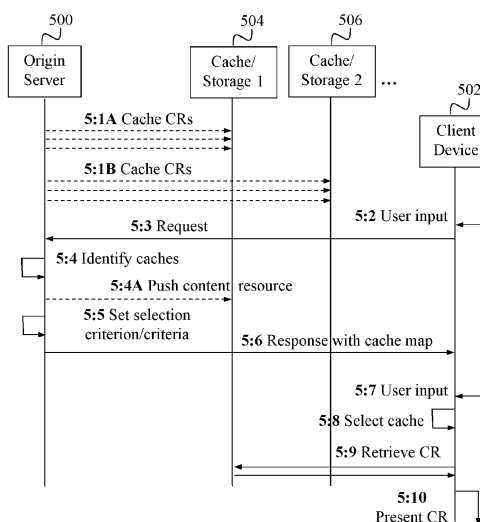 500
504
506
502
Origin
Server
Cache/
Storage 1
Cache/
Storage 2
...
Client
Device
5:1A Cache CRs
5:1B Cache CRs
5:2 User input
5:3 Request
5:4 Identify caches
5:4A Push content resource
5:5 Set selection
criterion/criteria
5:6 Response with cache map
5:7 User input
5:8 Select cache
5:9 Retrieve CR
5:10
Present CR